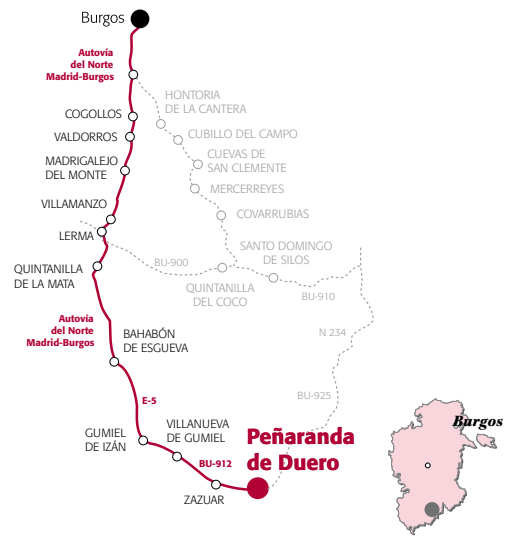 Burgos
Autovía
del Norte
Madrid-Burgos
HONTORIA
DE LA CANTERA
COGOLLOS
CUBILLO DEL CAMPO
VALDORROS
CUEVAS DE
SAN CLEMENTE
MADRIGALEJO
DEL MONTE
MERCERREYES
VILLAMANZO
COVARRUBIAS
LERMA
SANTO DOMINGO
DE SILOS
BU-900
QUINTANILLA
DE LA MATA
QUINTANILLA
DEL COCO
BU-910
Autovía
del Norte
Madrid-Burgos
N 234
BAHABÓN
DE ESGUEVA
BU-925
E-5
VILLANUEVA
DE GUMIEL
GUMIEL
DE IZÁN
Peñaranda
de Duero
BU-912
ZAZUAR
Burgos